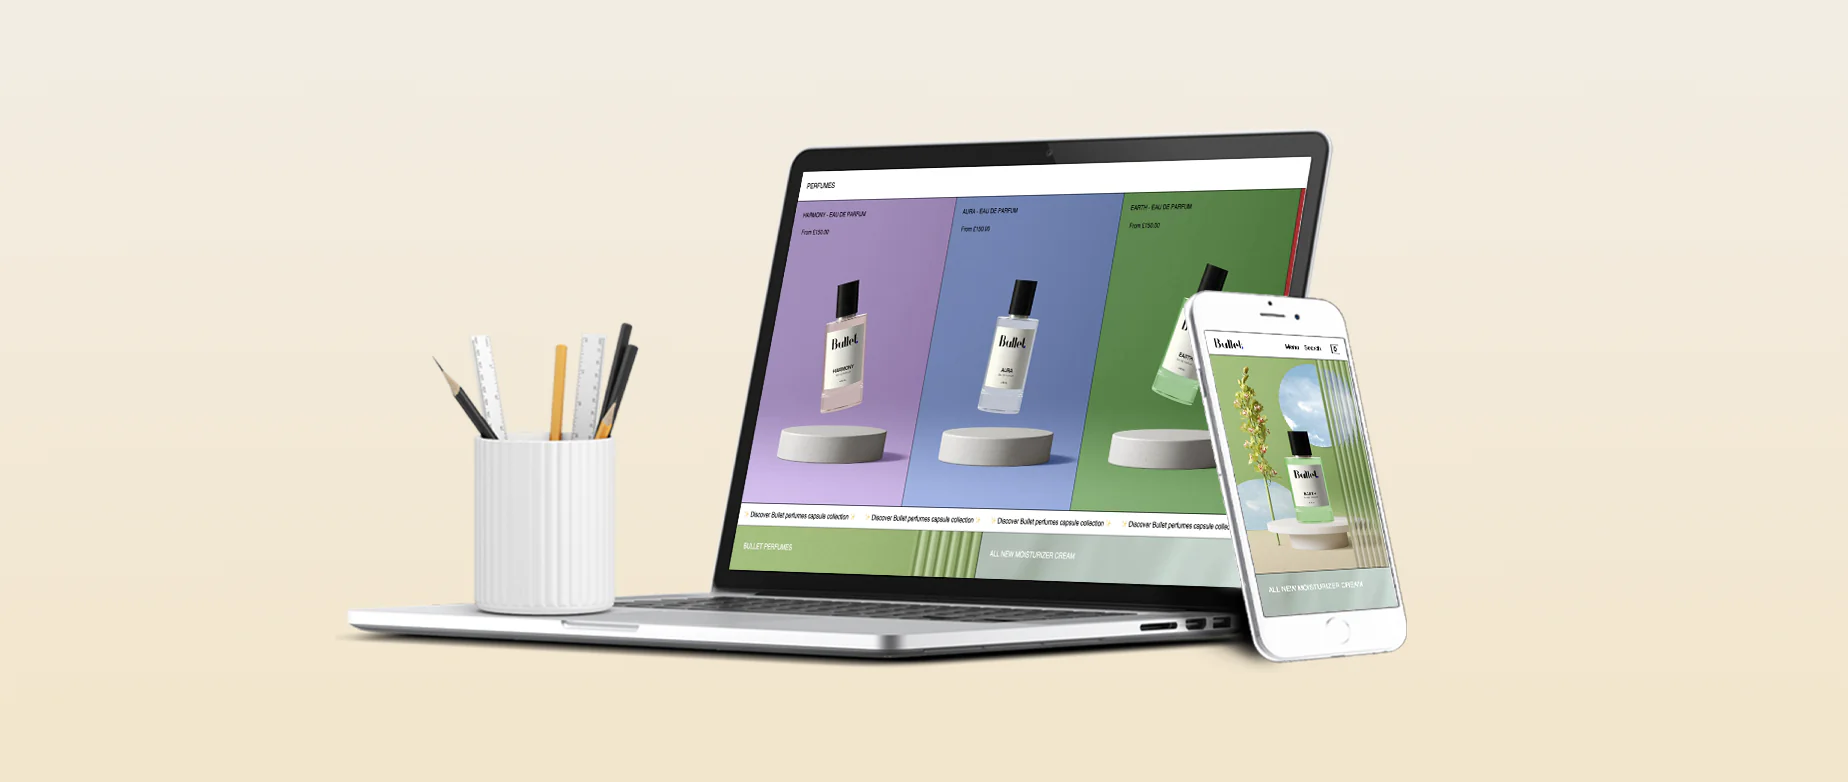 PERFUMES
HARMONY - EAU DE PARFUM
From £150.00
AURA - EAU DE PARFUM
From £150.00
EARTH - EAU DE PARFUM
From £150.00
Bullet
HARMONY
Bullet
AURA
EARTH
Discover Bullet perfumes capsule collection > Discover Bullet perfumes capsule collection > Discover Bullet perfumes capsule collection > Discover Bullet perfumes capsule
BULLET PERFUMES
ALL NEW MOISTURIZER CREAM
Bullet Menu Search 0
Bullet
EARTH
ALL NEW MOISTURIZER CREAM